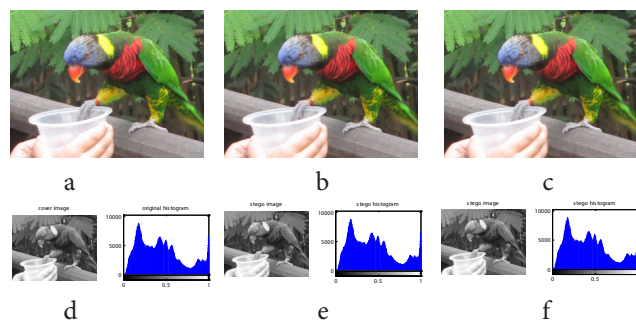 a
b
c
cover image
original histogram
stego image
stego histogram
stego image
stego histogram
10000
5000
0
0
0.5
1
10000
5000
0
0
0.5
1
10000
5000
0
0
0.5
d
e
f